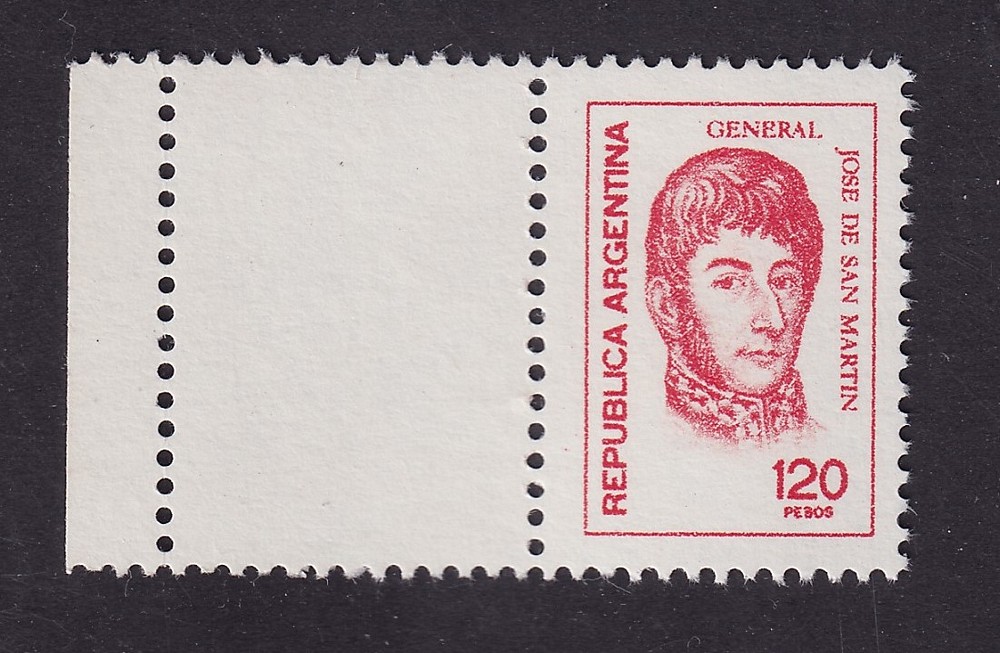 REPUBLICA ARGENTINA
GENERAL
JOSE DE SAN MARTIN
120
PESOS